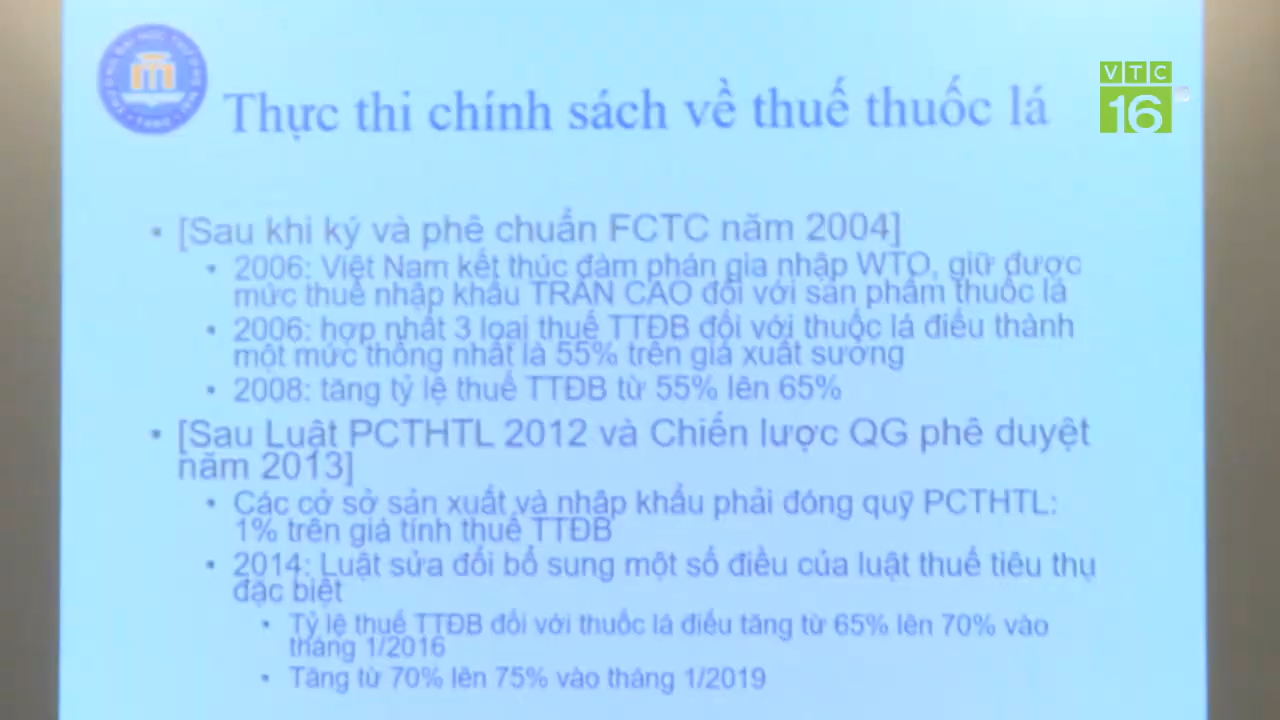 VTC
16
Thực thi chính sách về thuế thuốc lá
• [Sau khi ký và phê chuẩn FCTC năm 2004]
• 2006: Việt Nam kết thúc đàm phán gia nhập WTO, giữ được
mức thuế nhập khẩu TRẦN CAO đối với sản phẩm thuốc lá
• 2006: hợp nhất 3 loại thuế TTĐB đối với thuốc lá điếu thành
một mức thống nhất là 55% trên giá xuất sưởng
• 2008: tăng tỷ lệ thuế TTĐB từ 55% lên 65%
• [Sau Luật PCTHTL 2012 và Chiến lược QG phê duyệt
năm 2013]
• Các cở sở sản xuất và nhập khẩu phải đóng quỹ PCTHTL:
1% trên giá tính thuế TTĐB
• 2014: Luật sửa đổi bổ sung một số điều của luật thuế tiêu thụ
đặc biệt
• Tỷ lệ thuế TTĐB đối với thuốc lá điếu tăng từ 65% lên 70% vào
tháng 1/2016
• Tăng từ 70% lên 75% vào tháng 1/2019